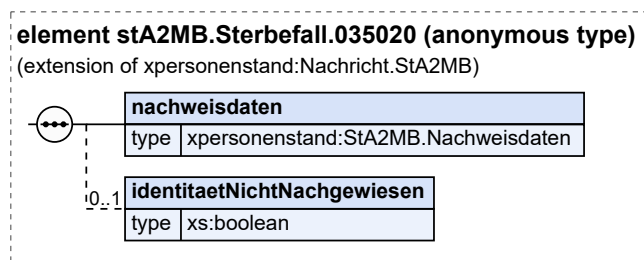 element stA2MB.Sterbefall.035020 (anonymous type)
(extension of xpersonenstand:Nachricht.StA2MB)
nachweisdaten
type xpersonenstand:StA2MB.Nachweisdaten
0..1 identitaetNichtNachgewiesen
type xs:boolean